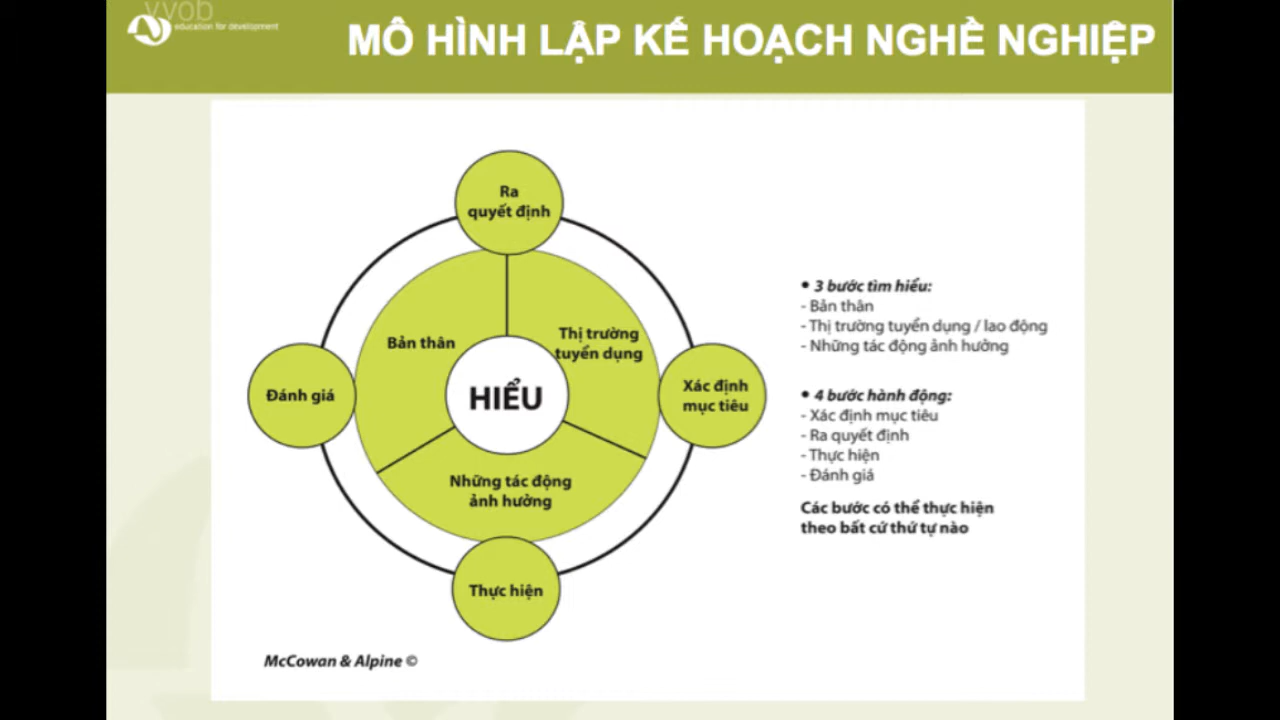 vvob
education for development
MÔ HÌNH LẬP KẾ HOẠCH NGHỀ NGHIỆP
Ra
quyết định
Bản thân
Thị trường
tuyển dụng
Đánh giá
HIỂU
Xác định
mục tiêu
Những tác động
ảnh hưởng
Thực hiện
McCowan & Alpine ©
• 3 bước tìm hiểu:
- Bản thân
- Thị trường tuyển dụng / lao động
- Những tác động ảnh hưởng
• 4 bước hành động:
- Xác định mục tiêu
- Ra quyết định
- Thực hiện
- Đánh giá
Các bước có thể thực hiện
theo bất cứ thứ tự nào